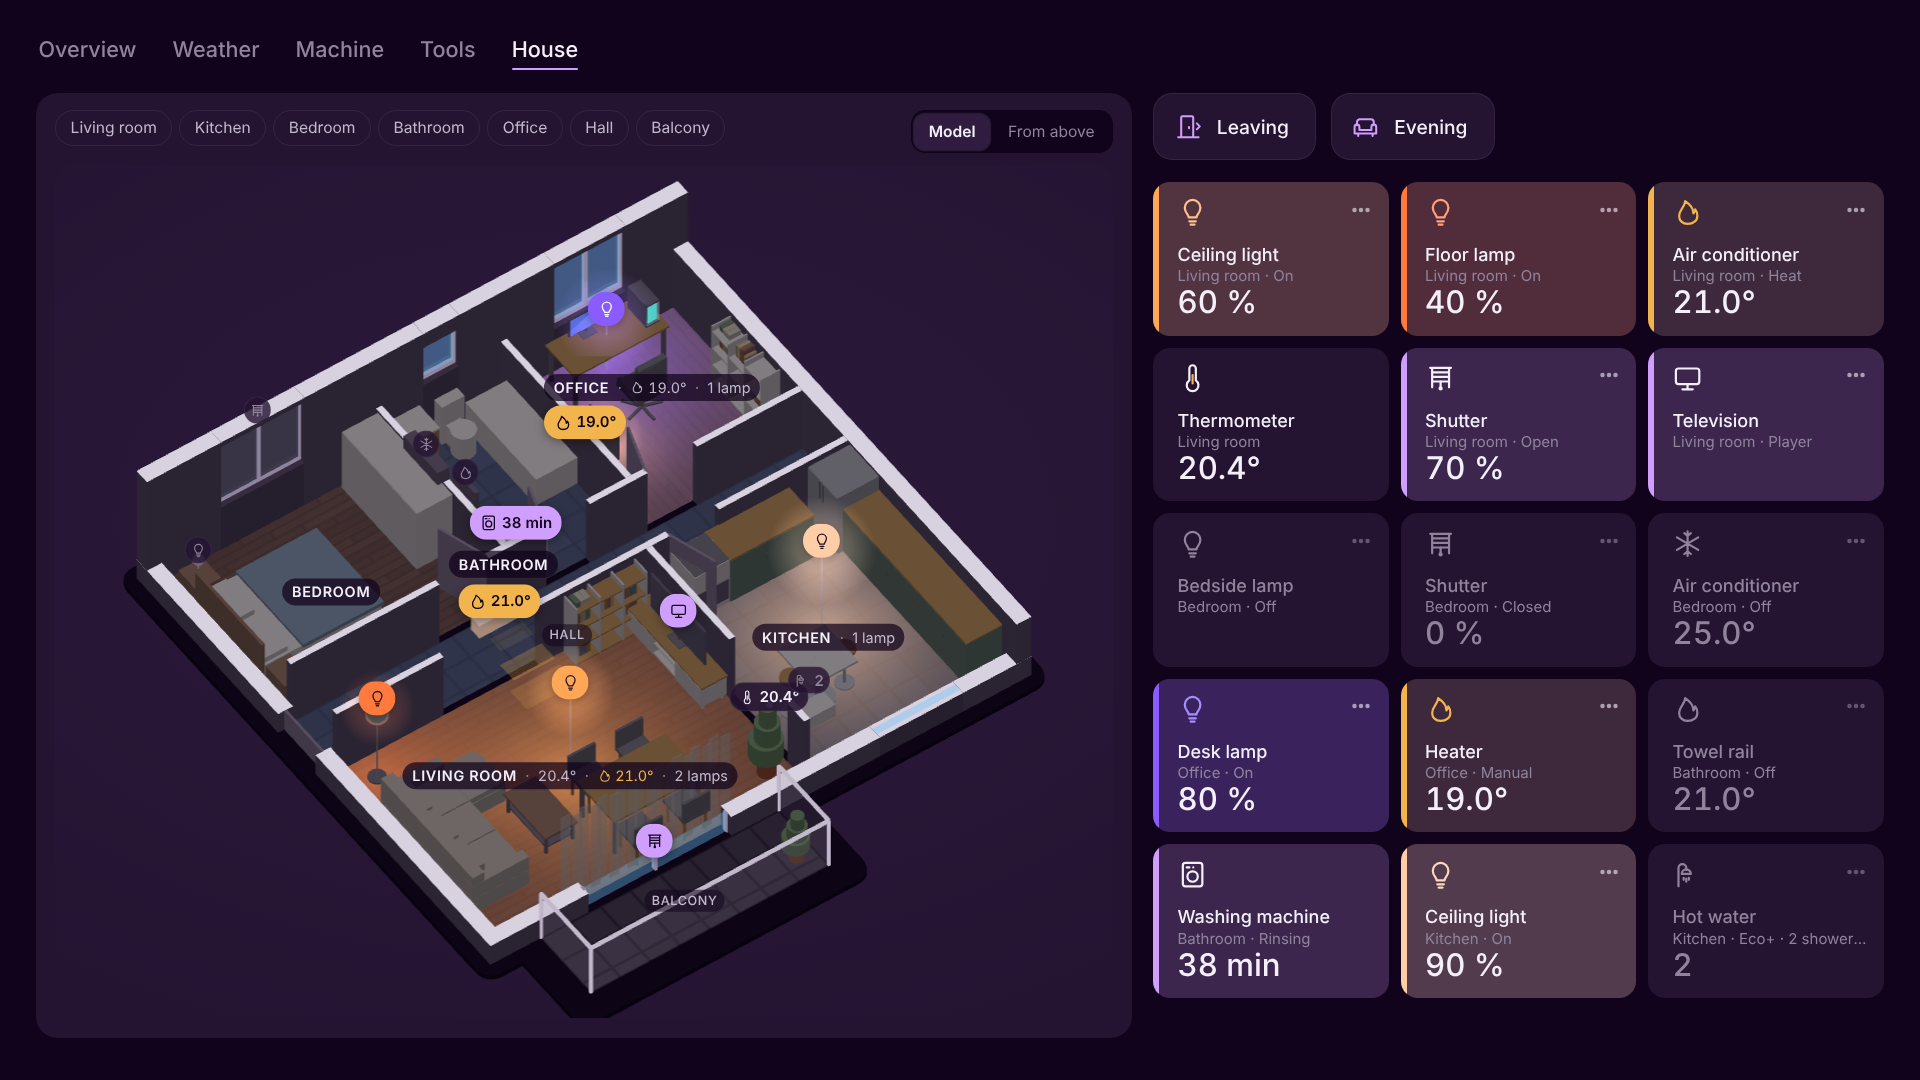 Overview Weather Machine Tools House
Living room Kitchen Bedroom Bathroom Office Hall Balcony
Model From above
OFFICE · 19.0° · 1 lamp
19.0°
38 min
BATHROOM
BEDROOM
21.0°
HALL
KITCHEN · 1 lamp
2
20.4°
LIVING ROOM · 20.4° · 21.0° · 2 lamps
BALCONY
Leaving Evening
Ceiling light
Living room · On
60 %
Floor lamp
Living room · On
40 %
Air conditioner
Living room · Heat
21.0°
Thermometer
Living room
20.4°
Shutter
Living room · Open
70 %
Television
Living room · Player
Bedside lamp
Bedroom · Off
Shutter
Bedroom · Closed
0 %
Air conditioner
Bedroom · Off
25.0°
Desk lamp
Office · On
80 %
Heater
Office · Manual
19.0°
Towel rail
Bathroom · Off
21.0°
Washing machine
Bathroom · Rinsing
38 min
Ceiling light
Kitchen · On
90 %
Hot water
Kitchen · Eco+ · 2 shower...
2